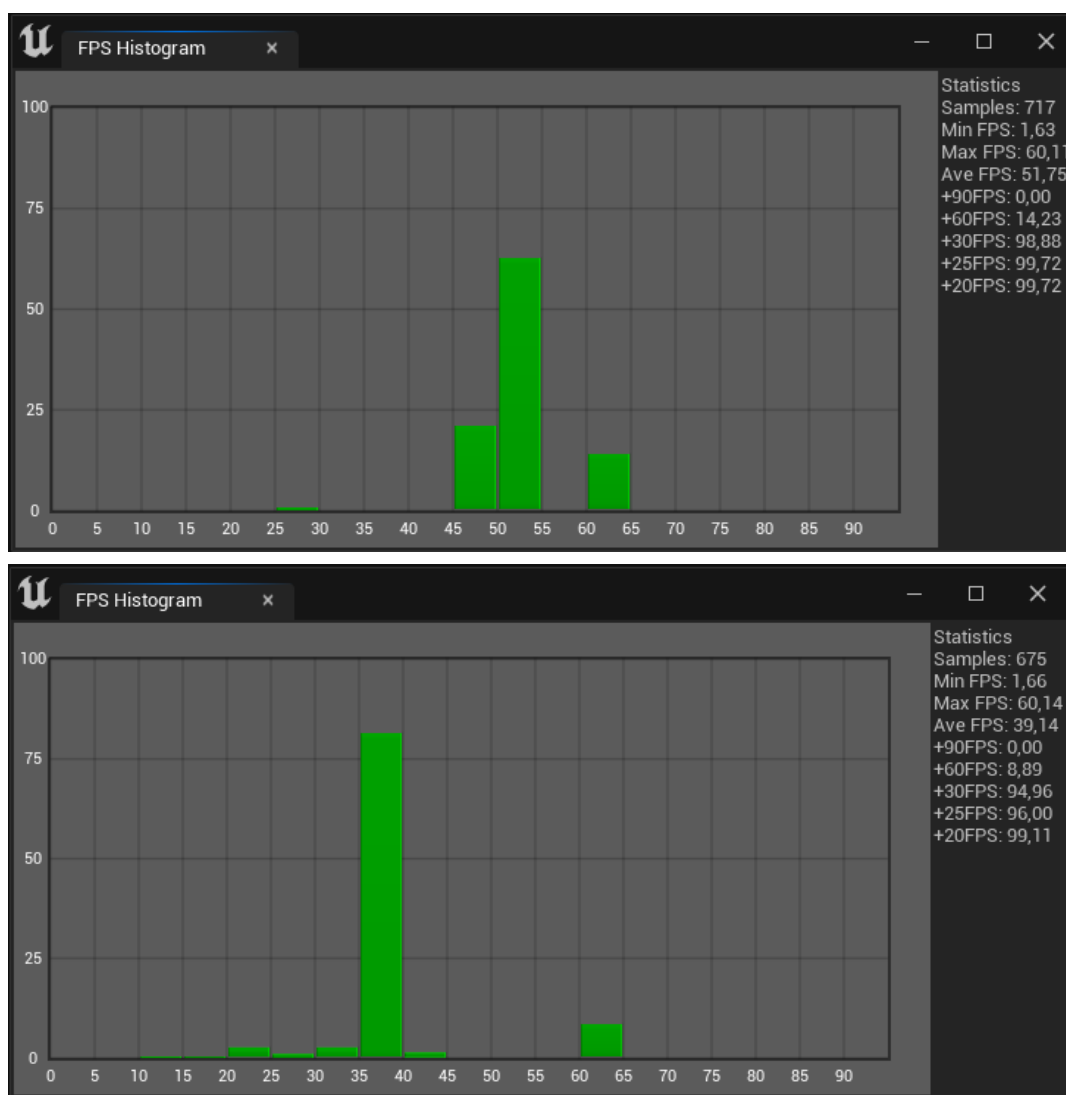 FPS Histogram
Statistics
Samples: 717
Min FPS: 1,63
Max FPS: 60,11
Ave FPS: 51,75
+90FPS: 0,00
+60FPS: 14,23
+30FPS: 98,88
+25FPS: 99,72
+20FPS: 99,72
100
75
50
25
0
0 5 10 15 20 25 30 35 40 45 50 55 60 65 70 75 80 85 90
FPS Histogram
Statistics
Samples: 675
Min FPS: 1,66
Max FPS: 60,14
Ave FPS: 39,14
+90FPS: 0,00
+60FPS: 8,89
+30FPS: 94,96
+25FPS: 96,00
+20FPS: 99,11
100
75
50
25
0
0 5 10 15 20 25 30 35 40 45 50 55 60 65 70 75 80 85 90